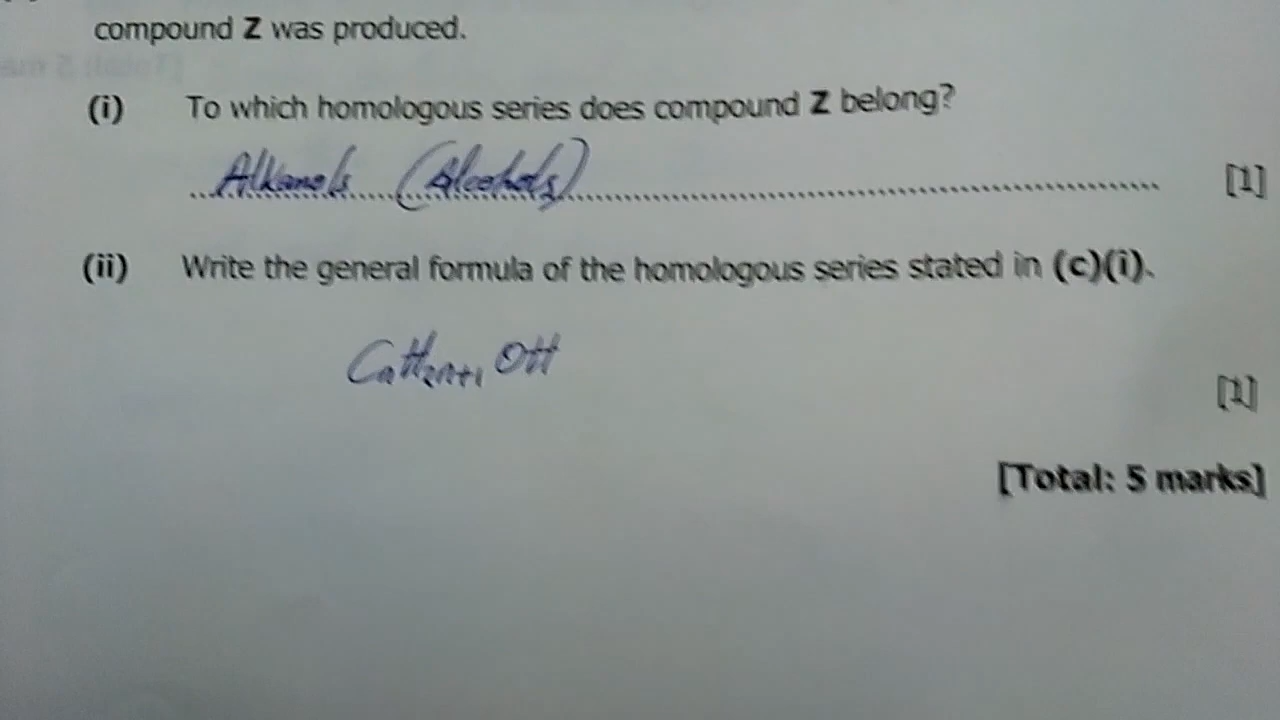 compound Z was produced.
(i) To which homologous series does compound Z belong?
Alkanols (Alcohols) [1]
(ii) Write the general formula of the homologous series stated in (c)(i).
CnH2n+1 OH
[1]
[Total: 5 marks]